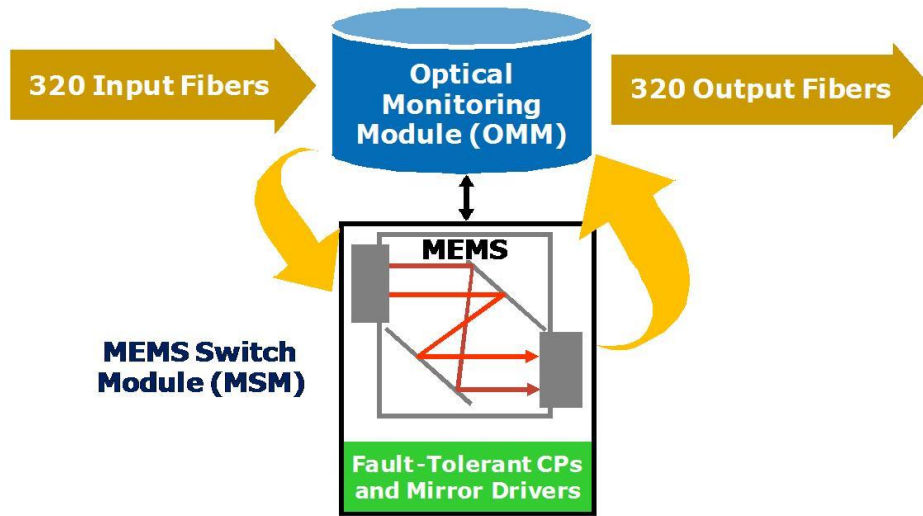 320 Input Fibers
Optical
Monitoring
Module (OMM)
320 Output Fibers
MEMS
MEMS Switch
Module (MSM)
Fault-Tolerant CPs
and Mirror Drivers